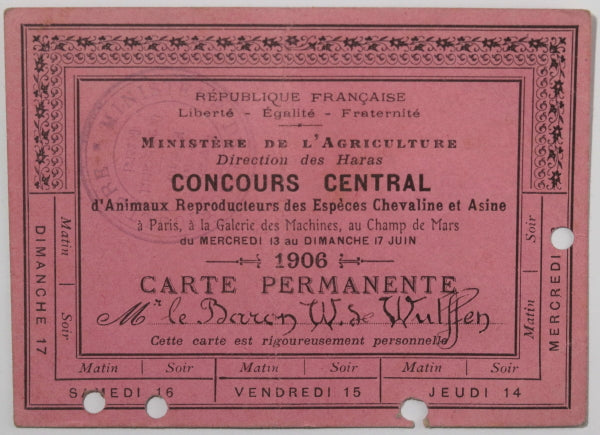 RÉPUBLIQUE FRANÇAISE
Liberté - Égalité - Fraternité
MINISTÈRE DE L'AGRICULTURE
Direction des Haras
CONCOURS CENTRAL
d'Animaux Reproducteurs des Espèces Chevaline et Asine
à Paris, à la Galerie des Machines, au Champ de Mars
du MERCREDI 13 au DIMANCHE 17 JUIN
1906
CARTE PERMANENTE
Mr le Baron W. de Wulffen
Cette carte est rigoureusement personnelle
Matin
Soir
DIMANCHE 17
Matin
Soir
SAMEDI 16
Matin
Soir
VENDREDI 15
Matin
Soir
JEUDI 14
Matin
Soir
MERCREDI
MINIST